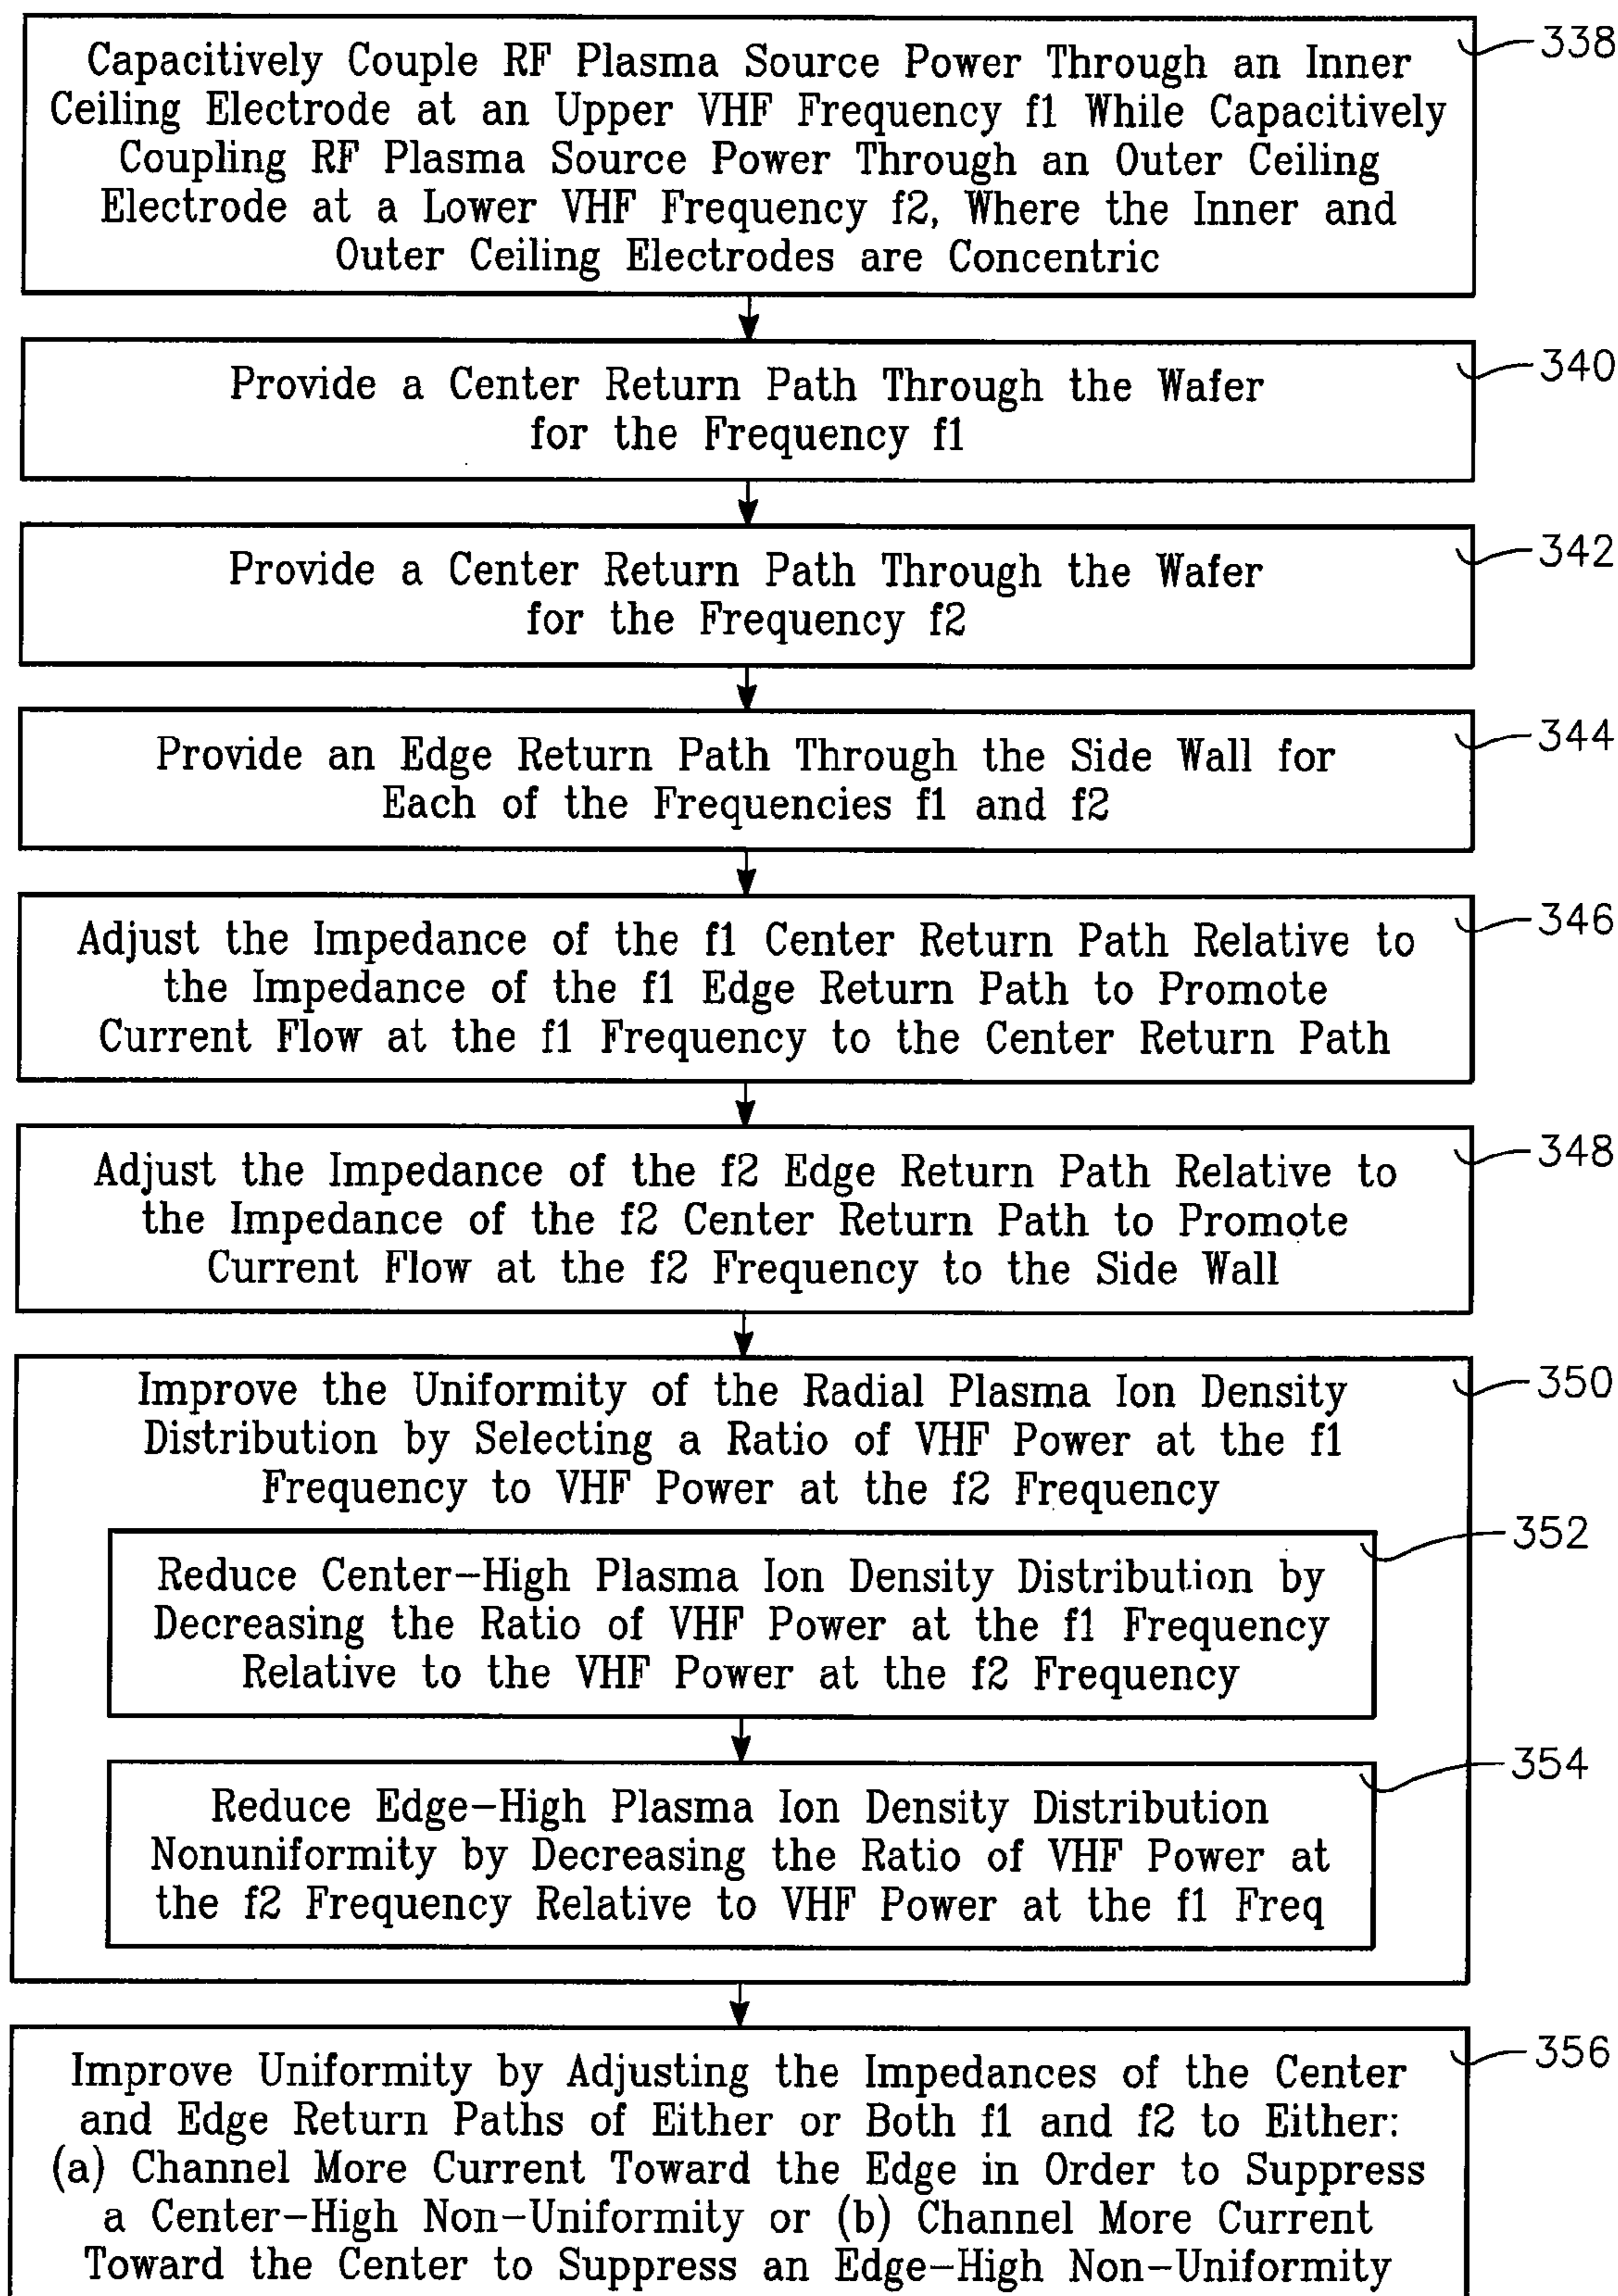 Capacitively Couple RF Plasma Source Power Through an Inner
Ceiling Electrode at an Upper VHF Frequency f1 While Capacitively
Coupling RF Plasma Source Power Through an Outer Ceiling
Electrode at a Lower VHF Frequency f2, Where the Inner and
Outer Ceiling Electrodes are Concentric
338
Provide a Center Return Path Through the Wafer
for the Frequency f1
340
Provide a Center Return Path Through the Wafer
for the Frequency f2
342
Provide an Edge Return Path Through the Side Wall for
Each of the Frequencies f1 and f2
344
Adjust the Impedance of the f1 Center Return Path Relative to
the Impedance of the f1 Edge Return Path to Promote
Current Flow at the f1 Frequency to the Center Return Path
346
Adjust the Impedance of the f2 Edge Return Path Relative to
the Impedance of the f2 Center Return Path to Promote
Current Flow at the f2 Frequency to the Side Wall
348
Improve the Uniformity of the Radial Plasma Ion Density
Distribution by Selecting a Ratio of VHF Power at the f1
Frequency to VHF Power at the f2 Frequency
350
Reduce Center-High Plasma Ion Density Distribution by
Decreasing the Ratio of VHF Power at the f1 Frequency
Relative to the VHF Power at the f2 Frequency
352
Reduce Edge-High Plasma Ion Density Distribution
Nonuniformity by Decreasing the Ratio of VHF Power at
the f2 Frequency Relative to VHF Power at the f1 Freq
354
Improve Uniformity by Adjusting the Impedances of the Center
and Edge Return Paths of Either or Both f1 and f2 to Either:
(a) Channel More Current Toward the Edge in Order to Suppress
a Center-High Non-Uniformity or (b) Channel More Current
Toward the Center to Suppress an Edge-High Non-Uniformity
356